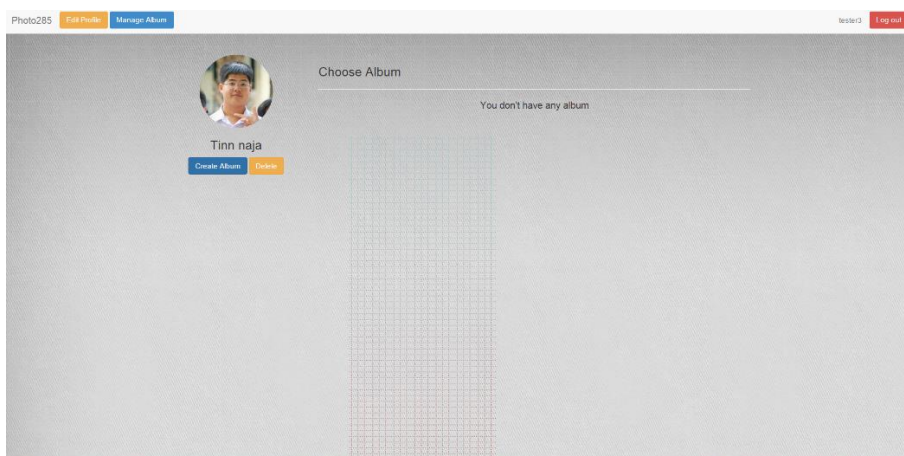 Photo285 Edit Profile Manage Album tester3 Log out
Choose Album
You don't have any album
Tinn naja
Create Album Delete